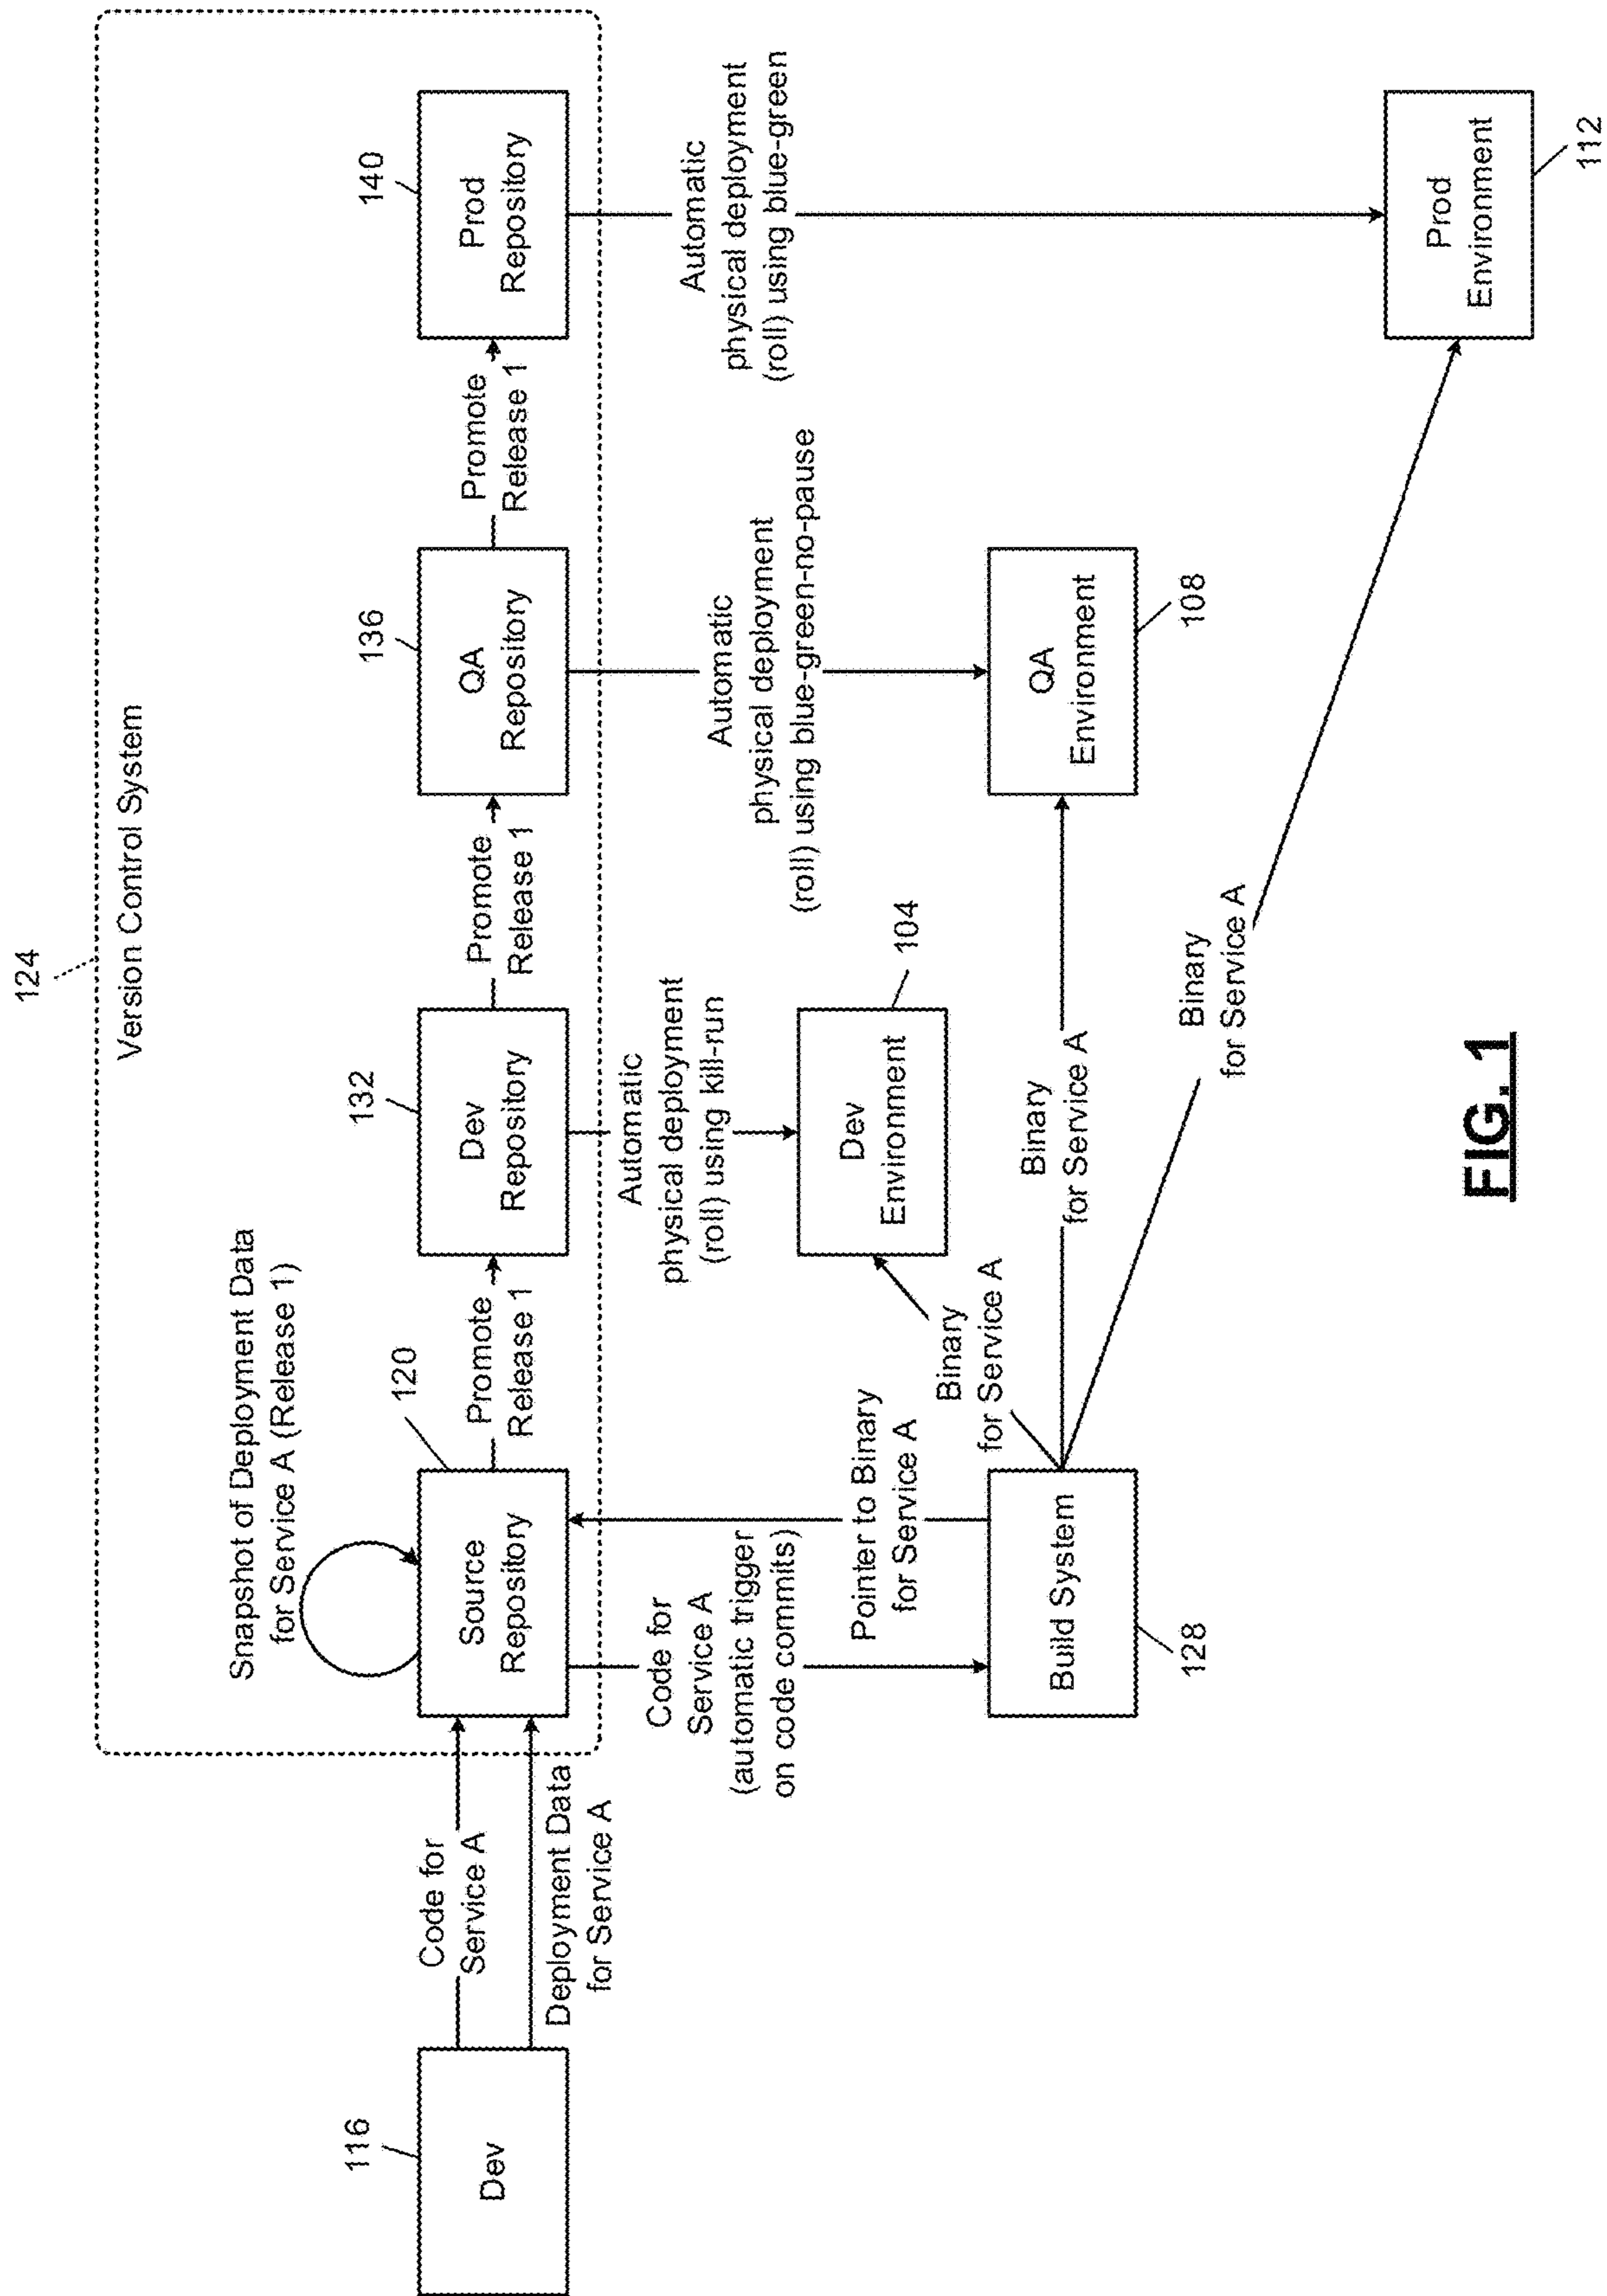 124
Version Control System
Snapshot of Deployment Data
for Service A (Release 1)
116
Dev
Code for
Service A
Deployment Data
for Service A
120
Source
Repository
Promote
Release 1
132
Dev
Repository
Promote
Release 1
136
QA
Repository
Promote
Release 1
140
Prod
Repository
Code for
Service A
(automatic trigger
on code commits)
Pointer to Binary
for Service A
Automatic
physical deployment
(roll) using kill-run
Automatic
physical deployment
(roll) using blue-green-no-pause
Automatic
physical deployment
(roll) using blue-green
Binary
for Service A
Dev
Environment
104
Build System
128
Binary
for Service A
QA
Environment
108
Binary
for Service A
Prod
Environment
112
FIG. 1